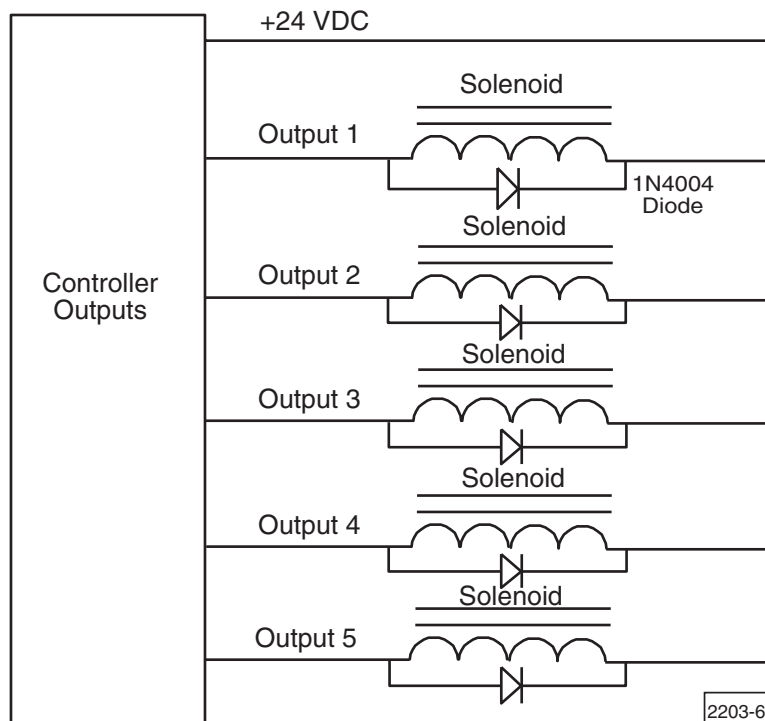 +24 VDC
Solenoid
Output 1
1N4004
Diode
Solenoid
Controller
Outputs
Output 2
Solenoid
Output 3
Solenoid
Output 4
Solenoid
Output 5
2203-6